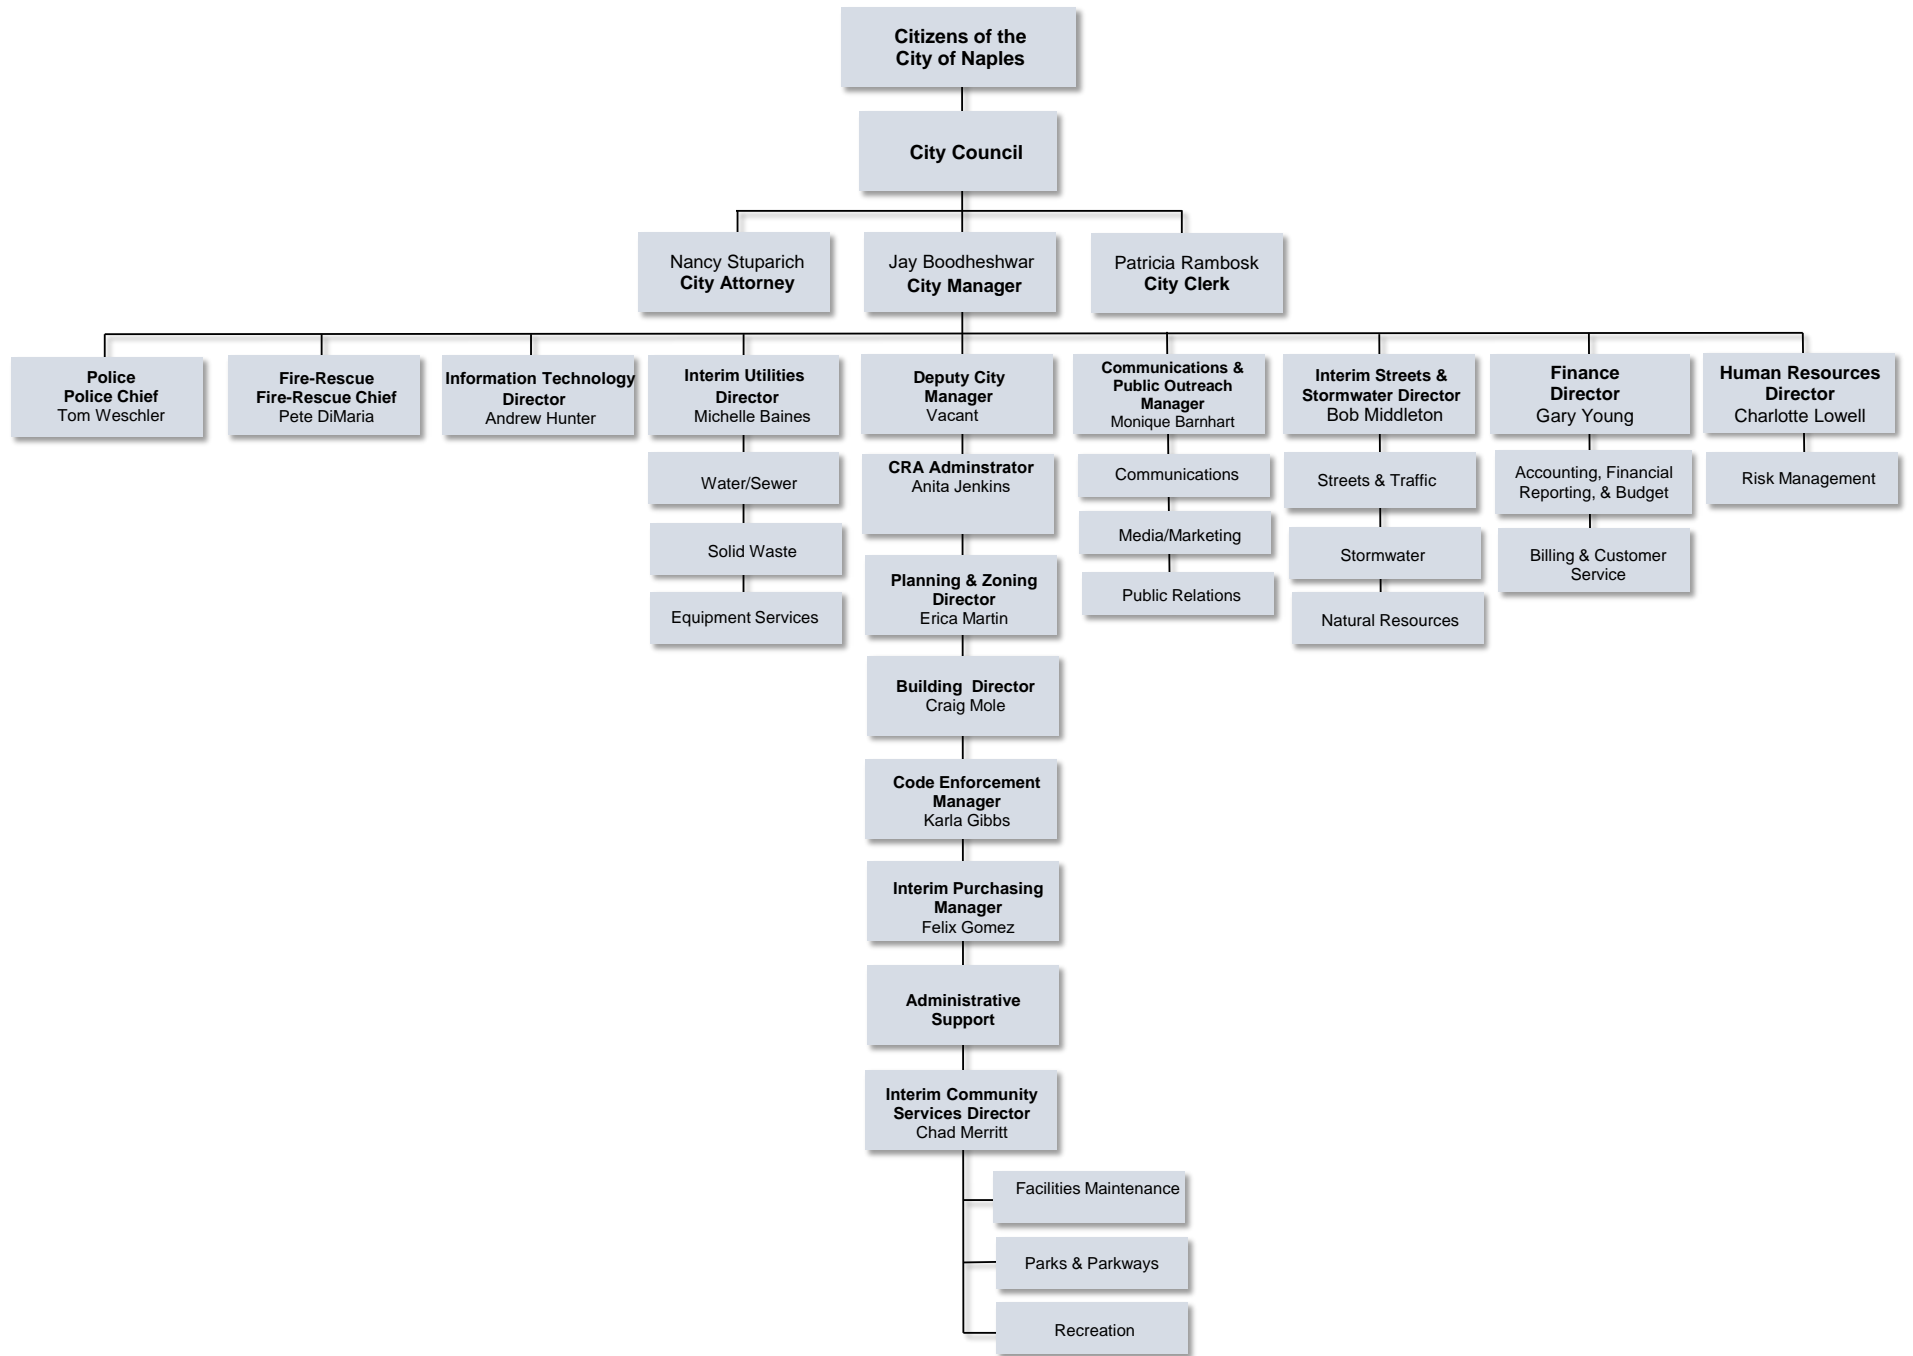 Citizens of the
City of Naples
City Council
Nancy Stuparich
City Attorney
Jay Boodheshwar
City Manager
Patricia Rambosk
City Clerk
Police
Police Chief
Tom Weschler
Fire-Rescue
Fire-Rescue Chief
Pete DiMaria
Information Technology
Director
Andrew Hunter
Interim Utilities
Director
Michelle Baines
Deputy City
Manager
Vacant
Communications &
Public Outreach
Manager
Monique Barnhart
Interim Streets &
Stormwater Director
Bob Middleton
Finance
Director
Gary Young
Human Resources
Director
Charlotte Lowell
Water/Sewer
Solid Waste
Equipment Services
CRA Adminstrator
Anita Jenkins
Planning & Zoning
Director
Erica Martin
Building Director
Craig Mole
Code Enforcement
Manager
Karla Gibbs
Interim Purchasing
Manager
Felix Gomez
Administrative
Support
Interim Community
Services Director
Chad Merritt
Facilities Maintenance
Parks & Parkways
Recreation
Communications
Media/Marketing
Public Relations
Streets & Traffic
Stormwater
Natural Resources
Accounting, Financial
Reporting, & Budget
Billing & Customer
Service
Risk Management